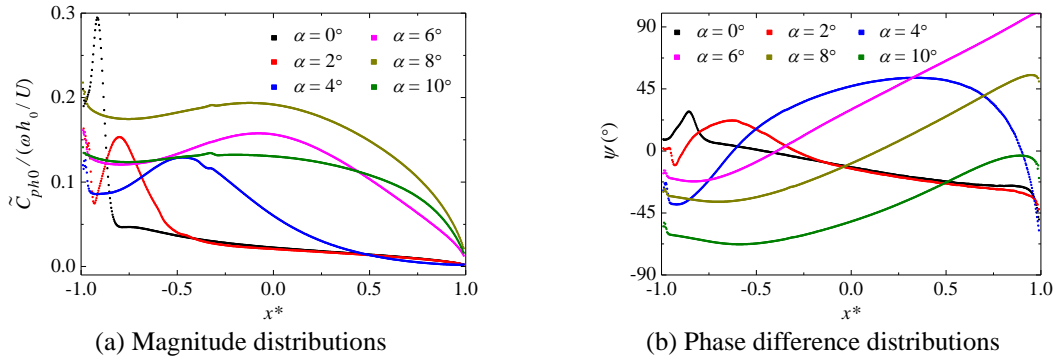 0.3
0.2
0.1
0.0
C̃ph0 / (ωh0 / U)
α = 0°
α = 2°
α = 4°
α = 6°
α = 8°
α = 10°
-1.0 -0.5 0.0 0.5 1.0
x*
(a) Magnitude distributions
90
45
0
-45
-90
ψ (°)
α = 0° α = 2° α = 4°
α = 6° α = 8° α = 10°
-1.0 -0.5 0.0 0.5 1.0
x*
(b) Phase difference distributions